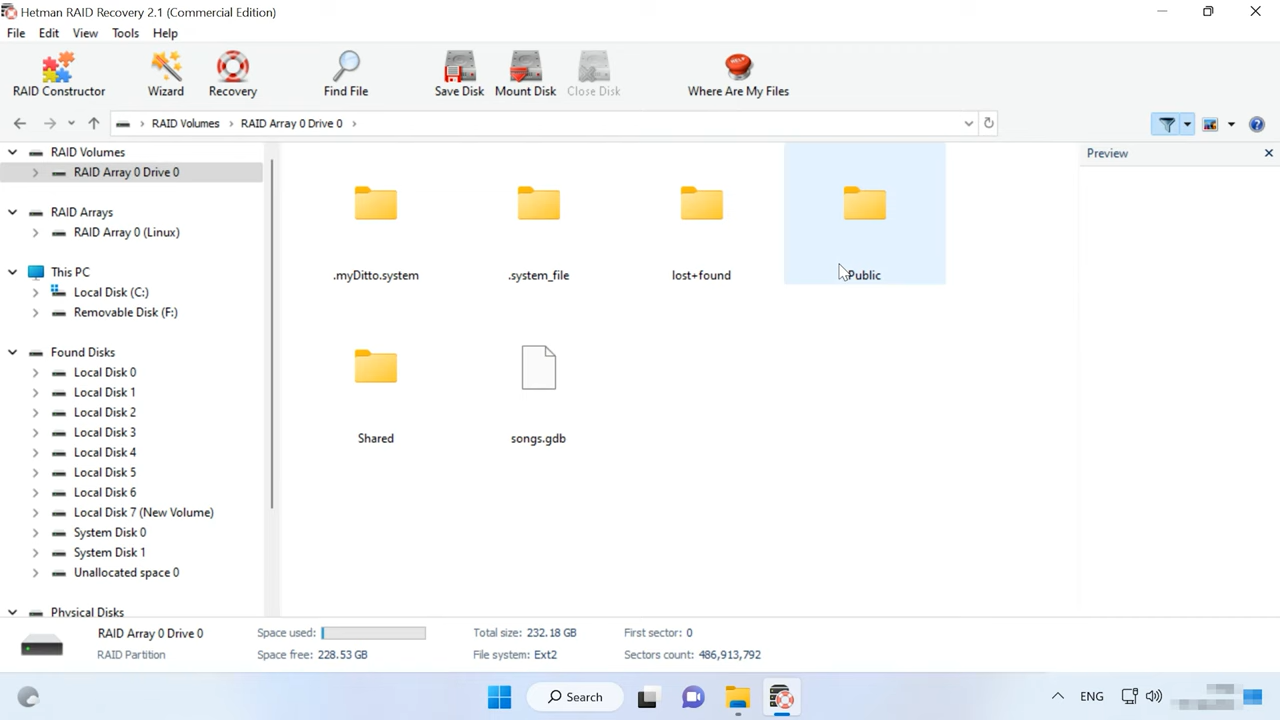 Hetman RAID Recovery 2.1 (Commercial Edition)
File Edit View Tools Help
RAID Constructor Wizard Recovery Find File Save Disk Mount Disk Close Disk HELP Where Are My Files
RAID Volumes RAID Array 0 Drive 0
RAID Volumes
RAID Array 0 Drive 0
RAID Arrays
RAID Array 0 (Linux)
This PC
Local Disk (C:)
Removable Disk (F:)
Found Disks
Local Disk 0
Local Disk 1
Local Disk 2
Local Disk 3
Local Disk 4
Local Disk 5
Local Disk 6
Local Disk 7 (New Volume)
System Disk 0
System Disk 1
Unallocated space 0
Physical Disks
.myDitto.system .system_file lost+found Public
Shared songs.gdb
Preview
RAID Array 0 Drive 0 Space used: Total size: 232.18 GB First sector: 0
RAID Partition Space free: 228.53 GB File system: Ext2 Sectors count: 486,913,792
Search ENG